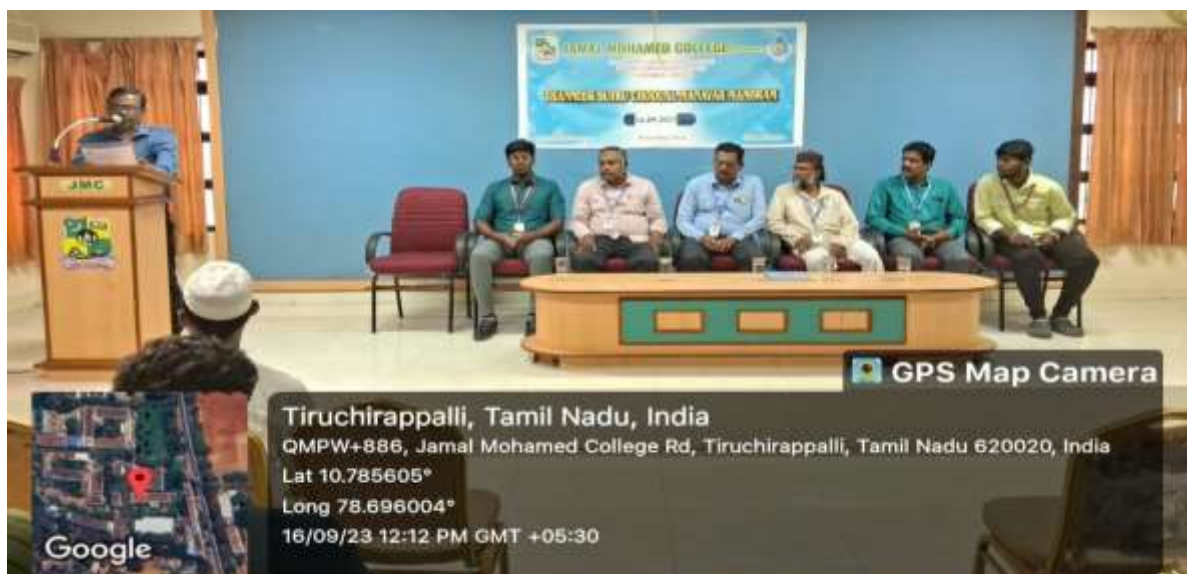 JAMAL MOHAMED COLLEGE
JMC
GPS Map Camera
Tiruchirappalli, Tamil Nadu, India
QMPW+886, Jamal Mohamed College Rd, Tiruchirappalli, Tamil Nadu 620020, India
Lat 10.785605°
Long 78.696004°
16/09/23 12:12 PM GMT +05:30
Google